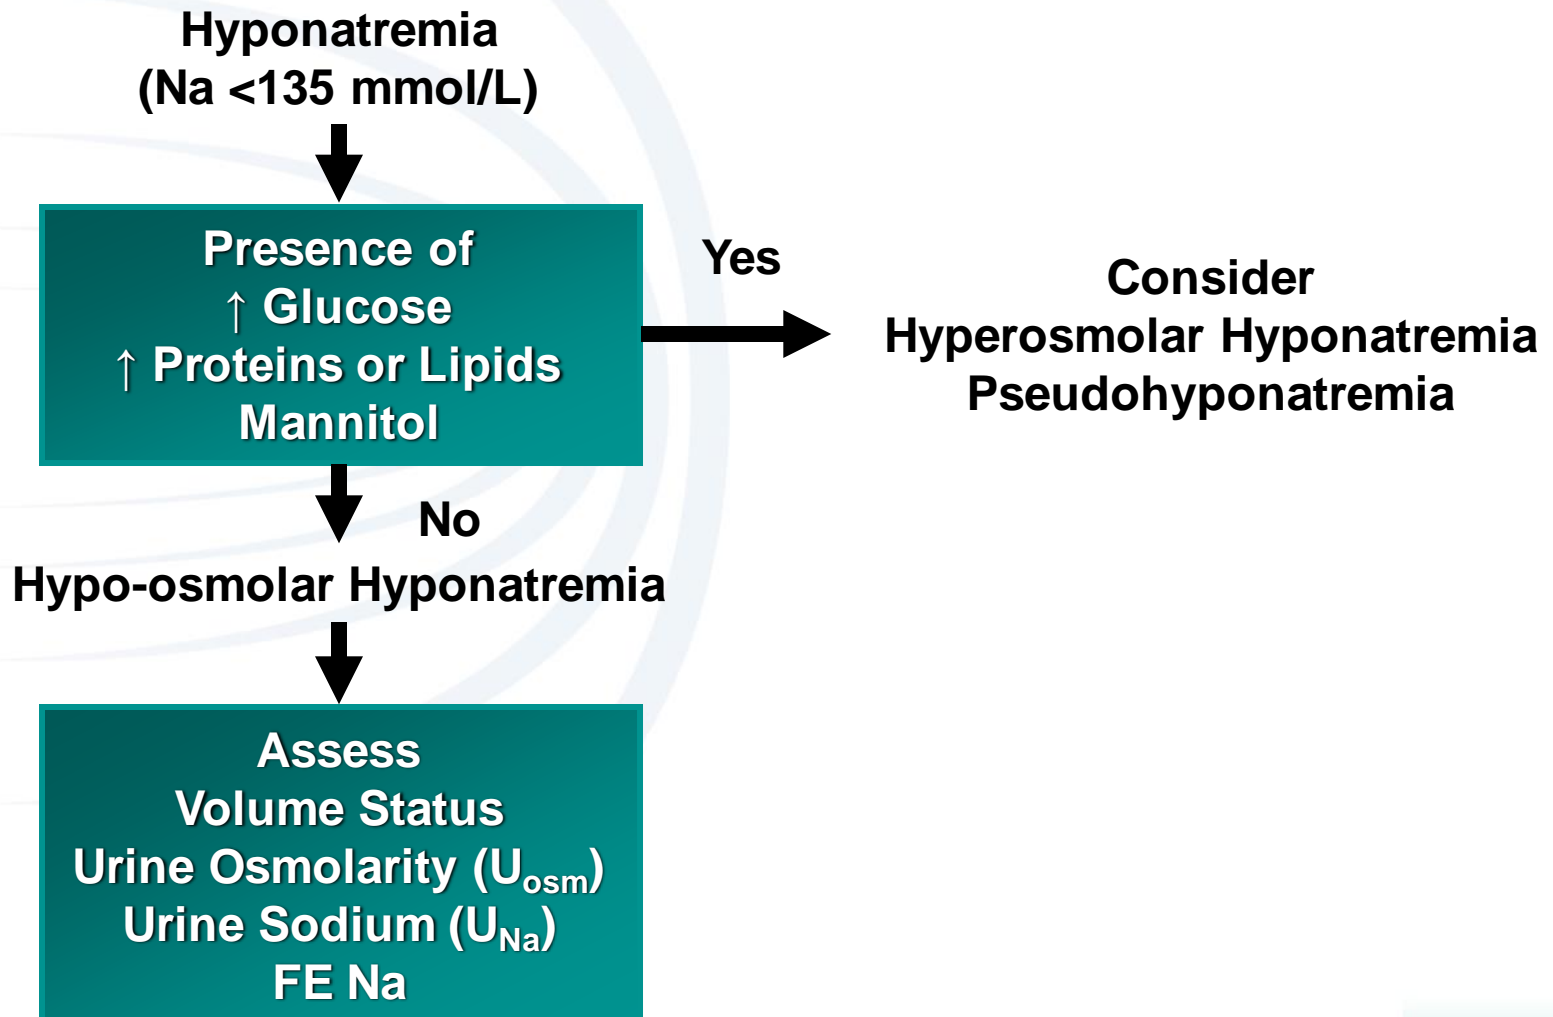 Hyponatremia
(Na <135 mmol/L)
Presence of
↑ Glucose
↑ Proteins or Lipids
Mannitol
Yes
Consider
Hyperosmolar Hyponatremia
Pseudohyponatremia
No
Hypo-osmolar Hyponatremia
Assess
Volume Status
Urine Osmolarity (Uosm)
Urine Sodium (UNa)
FE Na